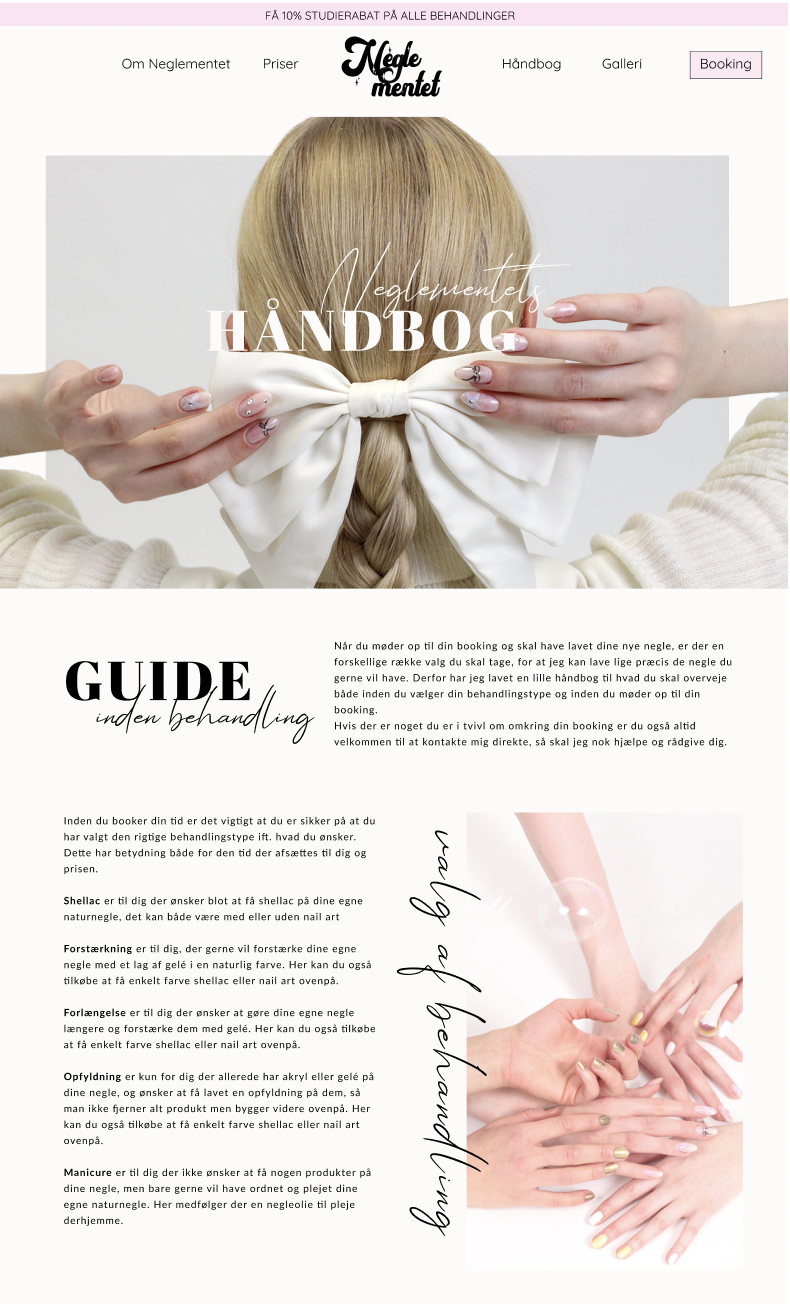 FÅ 10% STUDIERABAT PÅ ALLE BEHANDLINGER
Om Neglementet Priser Negle mentet Håndbog Galleri Booking
Neglementets
HÅNDBOG
GUIDE
inden behandling
Når du møder op til din booking og skal have lavet dine nye negle, er der en
forskellige række valg du skal tage, for at jeg kan lave lige præcis de negle du
gerne vil have. Derfor har jeg lavet en lille håndbog til hvad du skal overveje
både inden du vælger din behandlingstype og inden du møder op til din
booking.
Hvis der er noget du er i tvivl om omkring din booking er du også altid
velkommen til at kontakte mig direkte, så skal jeg nok hjælpe og rådgive dig.
Inden du booker din tid er det vigtigt at du er sikker på at du
har valgt den rigtige behandlingstype ift. hvad du ønsker.
Dette har betydning både for den tid der afsættes til dig og
prisen.
Shellac er til dig der ønsker blot at få shellac på dine egne
naturnegle, det kan både være med eller uden nail art
Forstærkning er til dig, der gerne vil forstærke dine egne
negle med et lag af gelé i en naturlig farve. Her kan du også
tilkøbe at få enkelt farve shellac eller nail art ovenpå.
Forlængelse er til dig der ønsker at gøre dine egne negle
længere og forstærke dem med gelé. Her kan du også tilkøbe
at få enkelt farve shellac eller nail art ovenpå.
Opfyldning er kun for dig der allerede har akryl eller gelé på
dine negle, og ønsker at få lavet en opfyldning på dem, så
man ikke fjerner alt produkt men bygger videre ovenpå. Her
kan du også tilkøbe at få enkelt farve shellac eller nail art
ovenpå.
Manicure er til dig der ikke ønsker at få nogen produkter på
dine negle, men bare gerne vil have ordnet og plejet dine
egne naturnegle. Her medfølger der en negleolie til pleje
derhjemme.
valg af behandling